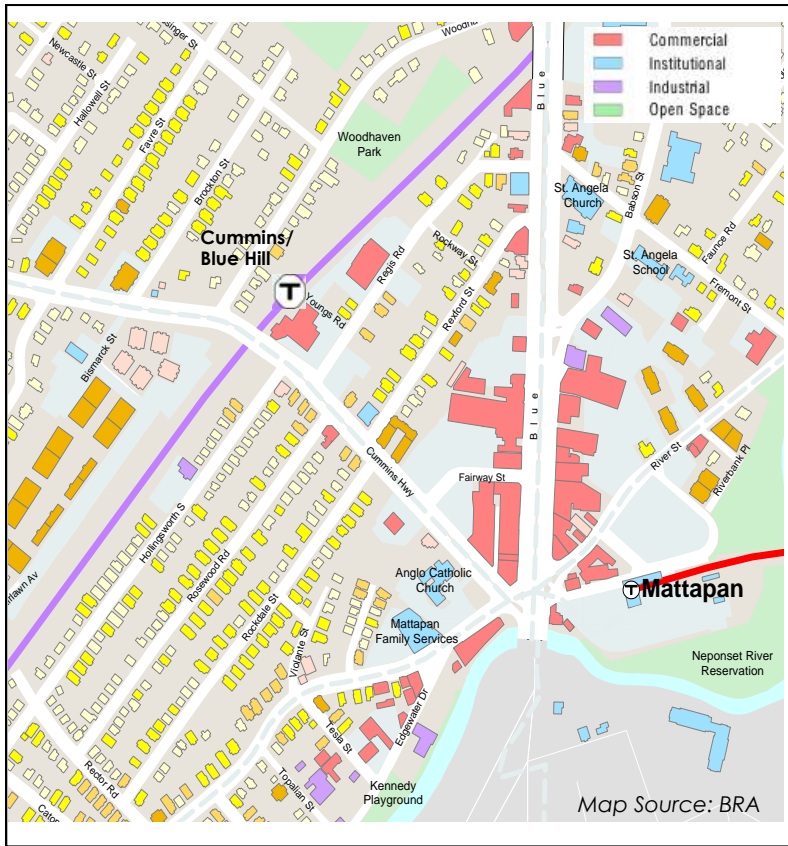 Commercial
Institutional
Industrial
Open Space
Newcastle St
Hallowell St
Favre St
Brockton St
Woodhaven
Park
Blue
St. Angela
Church
Babson St
Faunce Rd
St. Angela
School
Fremont St
Cummins/
Blue Hill
T
Youngs Rd
Regis Rd
Rockway St
Rexford St
Bismarck St
Blue
River St
Riverbank Pl
Cummins Hwy
Fairway St
Hollingsworth S
Rosewood Rd
Rockdale St
Violante St
Anglo Catholic
Church
Mattapan
Family Services
T
Mattapan
Neponset River
Reservation
Edgewater Dr
Tesla St
Topalian St
Kennedy
Playground
Rector Rd
Map Source: BRA